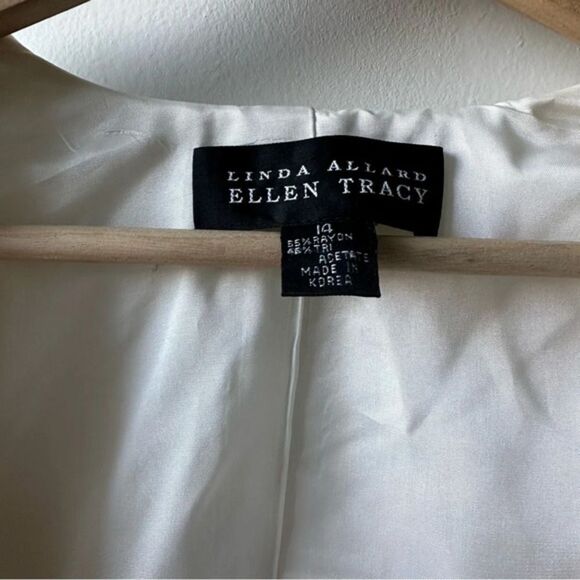 LINDA ALLARD
ELLEN TRACY
14
55% RAYON
45% TRI
ACETATE
MADE IN
KOREA